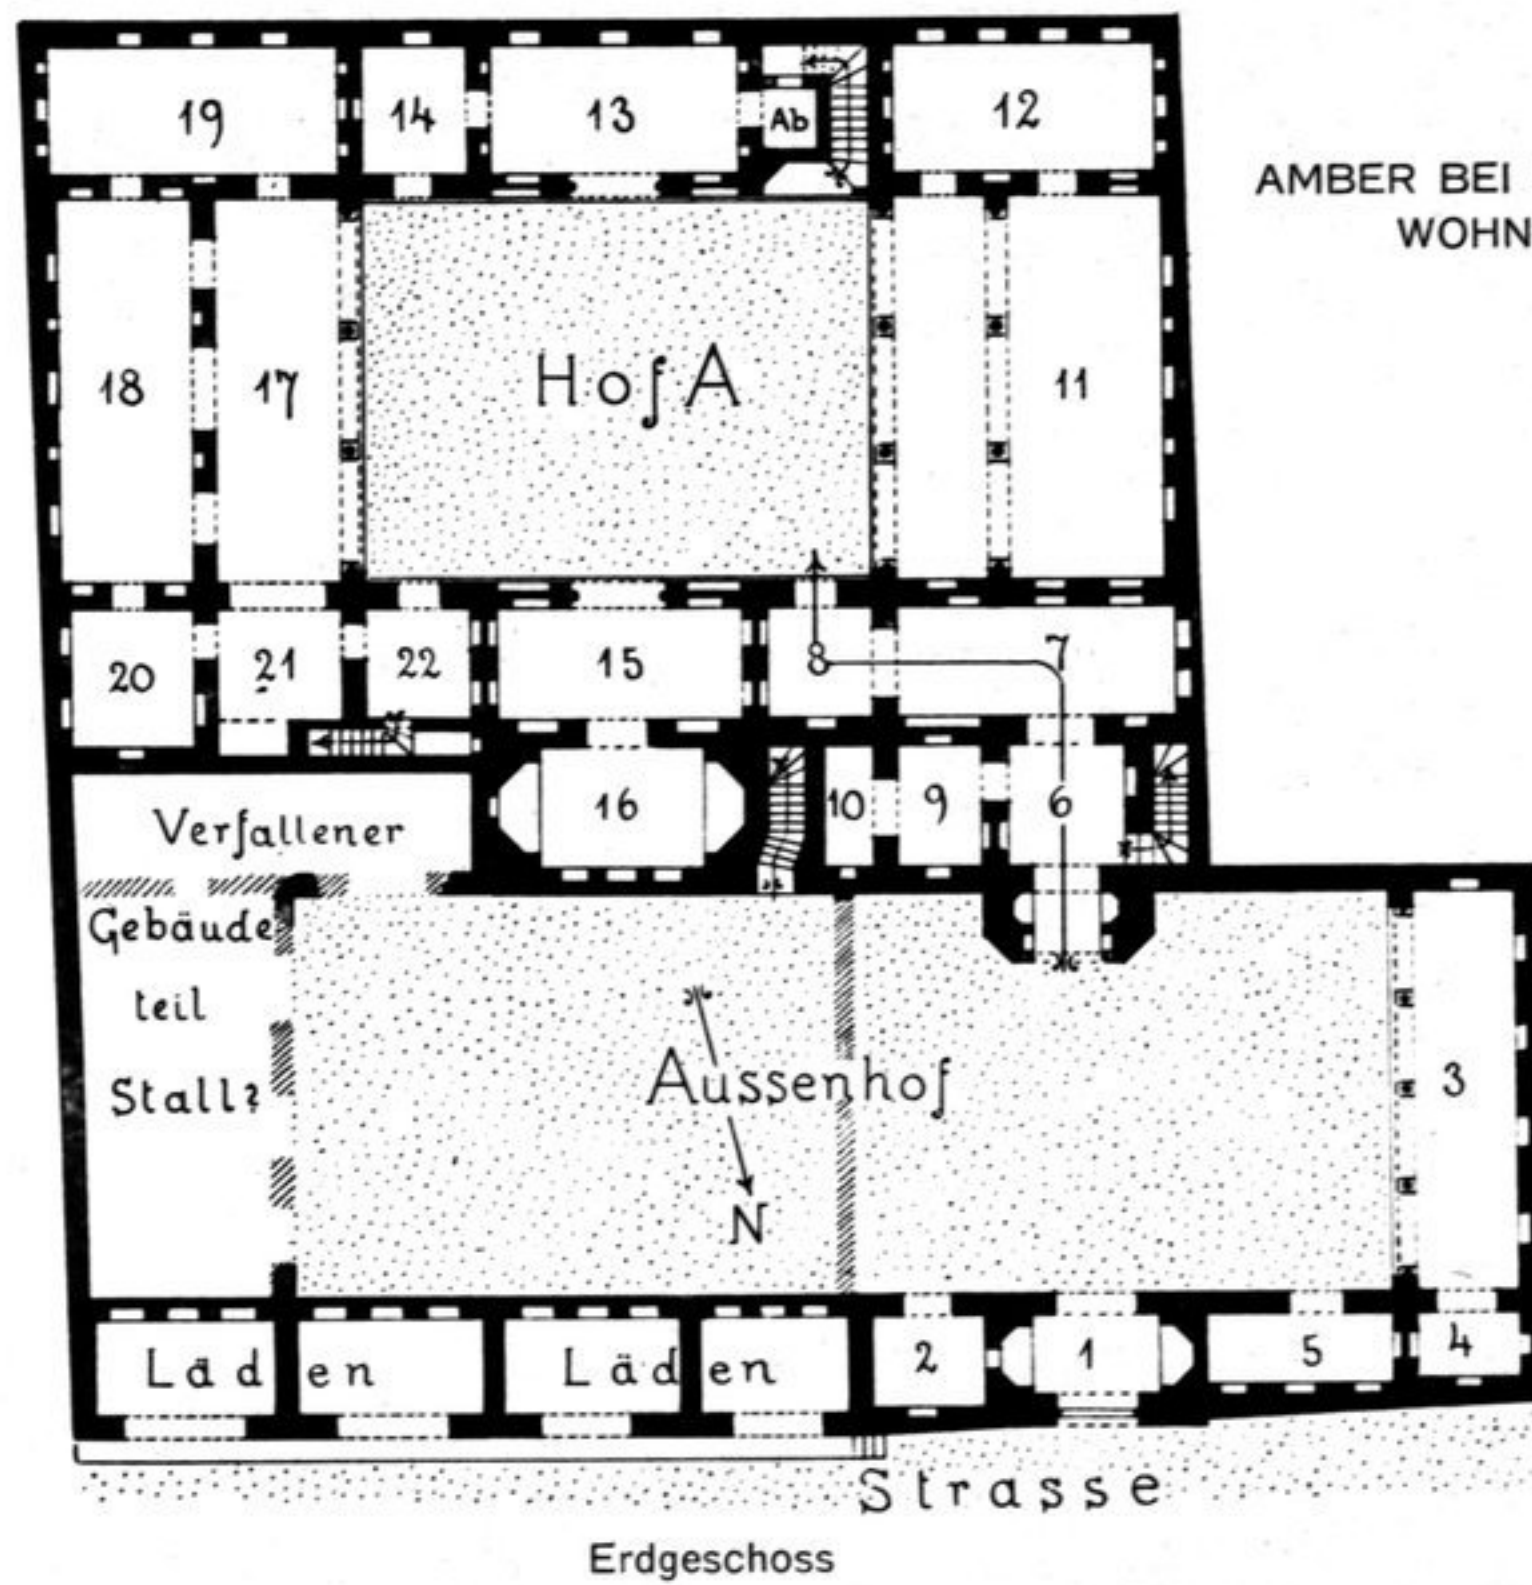 AMBER BEI
WOHN
19 14 13 Ab 12
18 17 Hof A 11
20 21 22 15 8 7
16 10 9 6
Verfallener
Gebäude
teil
Stall?
Aussenhof
3
N
Läden Läden 2 1 5 4
Strasse
Erdgeschoss